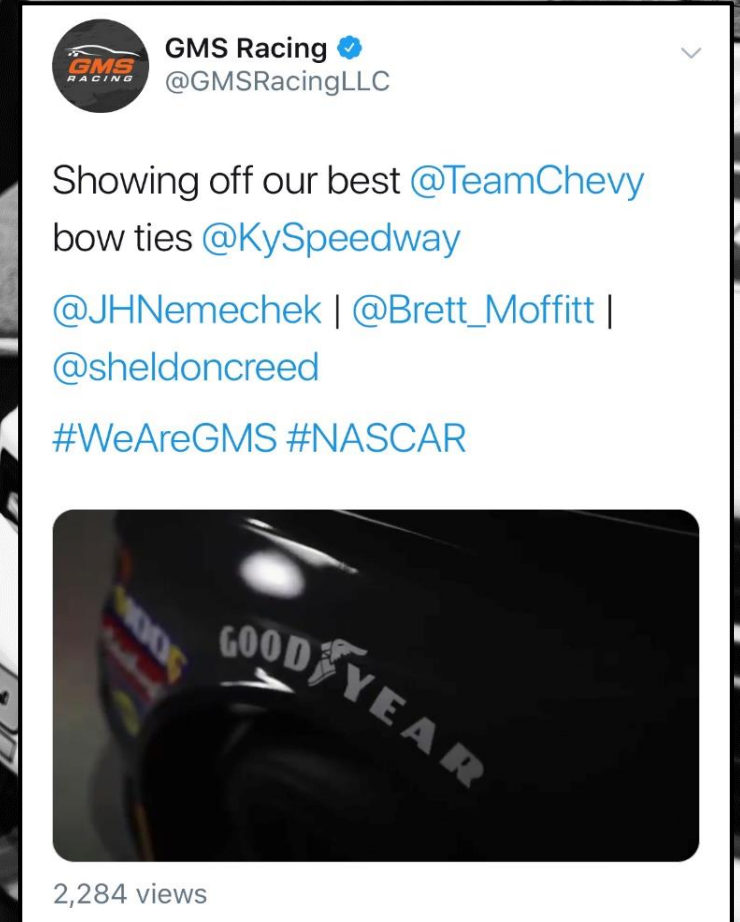 GMS
RACING
GMS Racing
@GMSRacingLLC
Showing off our best @TeamChevy
bow ties @KySpeedway
@JHNemechek | @Brett_Moffitt |
@sheldoncreed
#WeAreGMS #NASCAR
MOOG
GOODYEAR
2,284 views